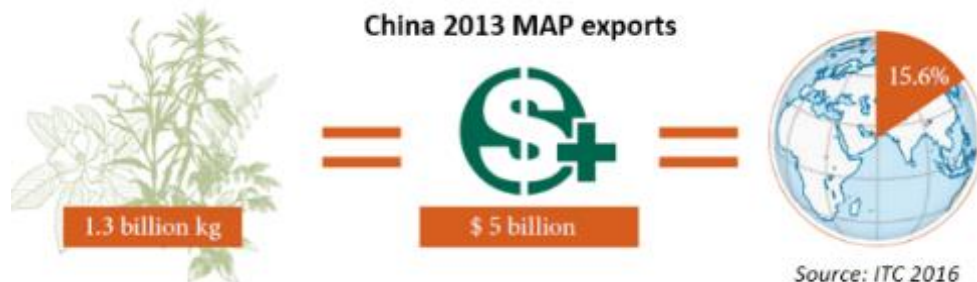 China 2013 MAP exports
1.3 billion kg
$ 5 billion
15.6%
Source: ITC 2016